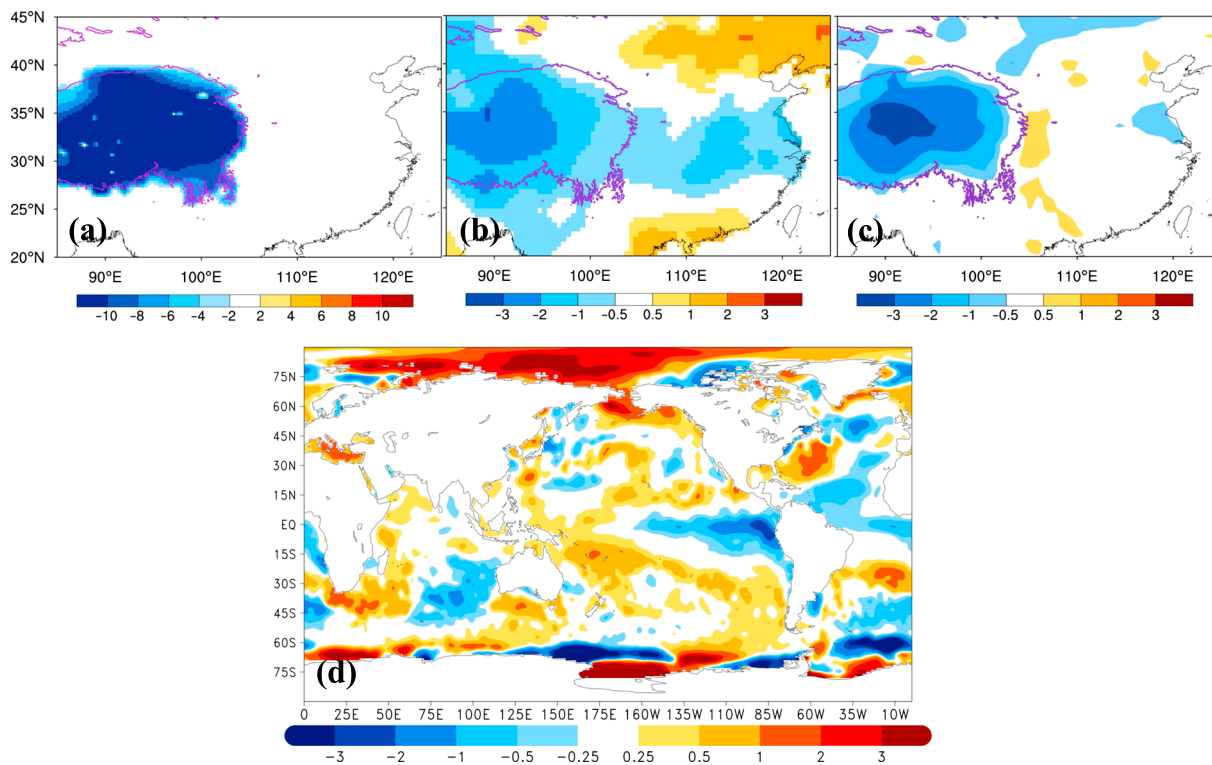 45°N
40°N
35°N
30°N
25°N
20°N
(a) (b) (c)
90°E 100°E 110°E 120°E 90°E 100°E 110°E 120°E 90°E 100°E 110°E 120°E
-10 -8 -6 -4 -2 2 4 6 8 10 -3 -2 -1 -0.5 0.5 1 2 3 -3 -2 -1 -0.5 0.5 1 2 3
75N
60N
45N
30N
15N
EQ
15S
30S
45S
60S
75S
(d)
0 25E 50E 75E 100E 125E 150E 175E 160W 135W 110W 85W 60W 35W 10W
-3 -2 -1 -0.5 -0.25 0.25 0.5 1 2 3